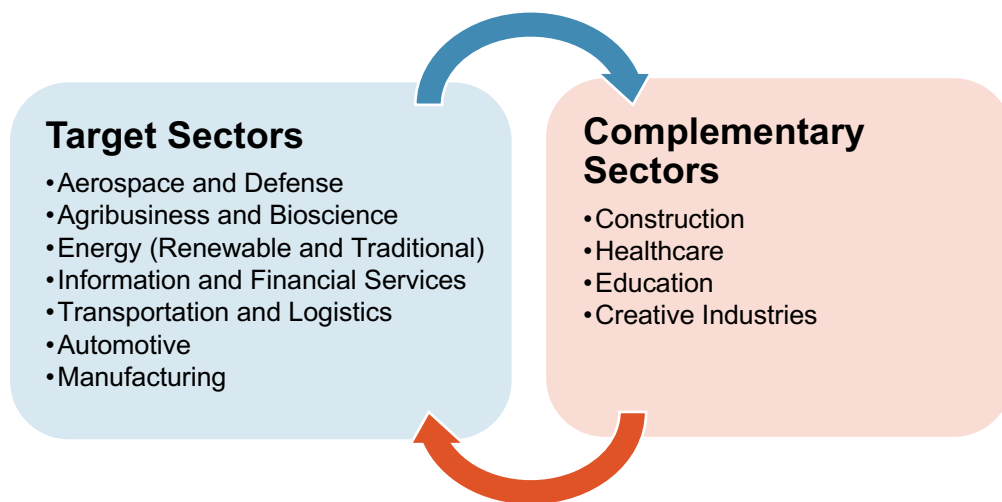 Target Sectors
•Aerospace and Defense
•Agribusiness and Bioscience
•Energy (Renewable and Traditional)
•Information and Financial Services
•Transportation and Logistics
•Automotive
•Manufacturing
Complementary
Sectors
•Construction
•Healthcare
•Education
•Creative Industries